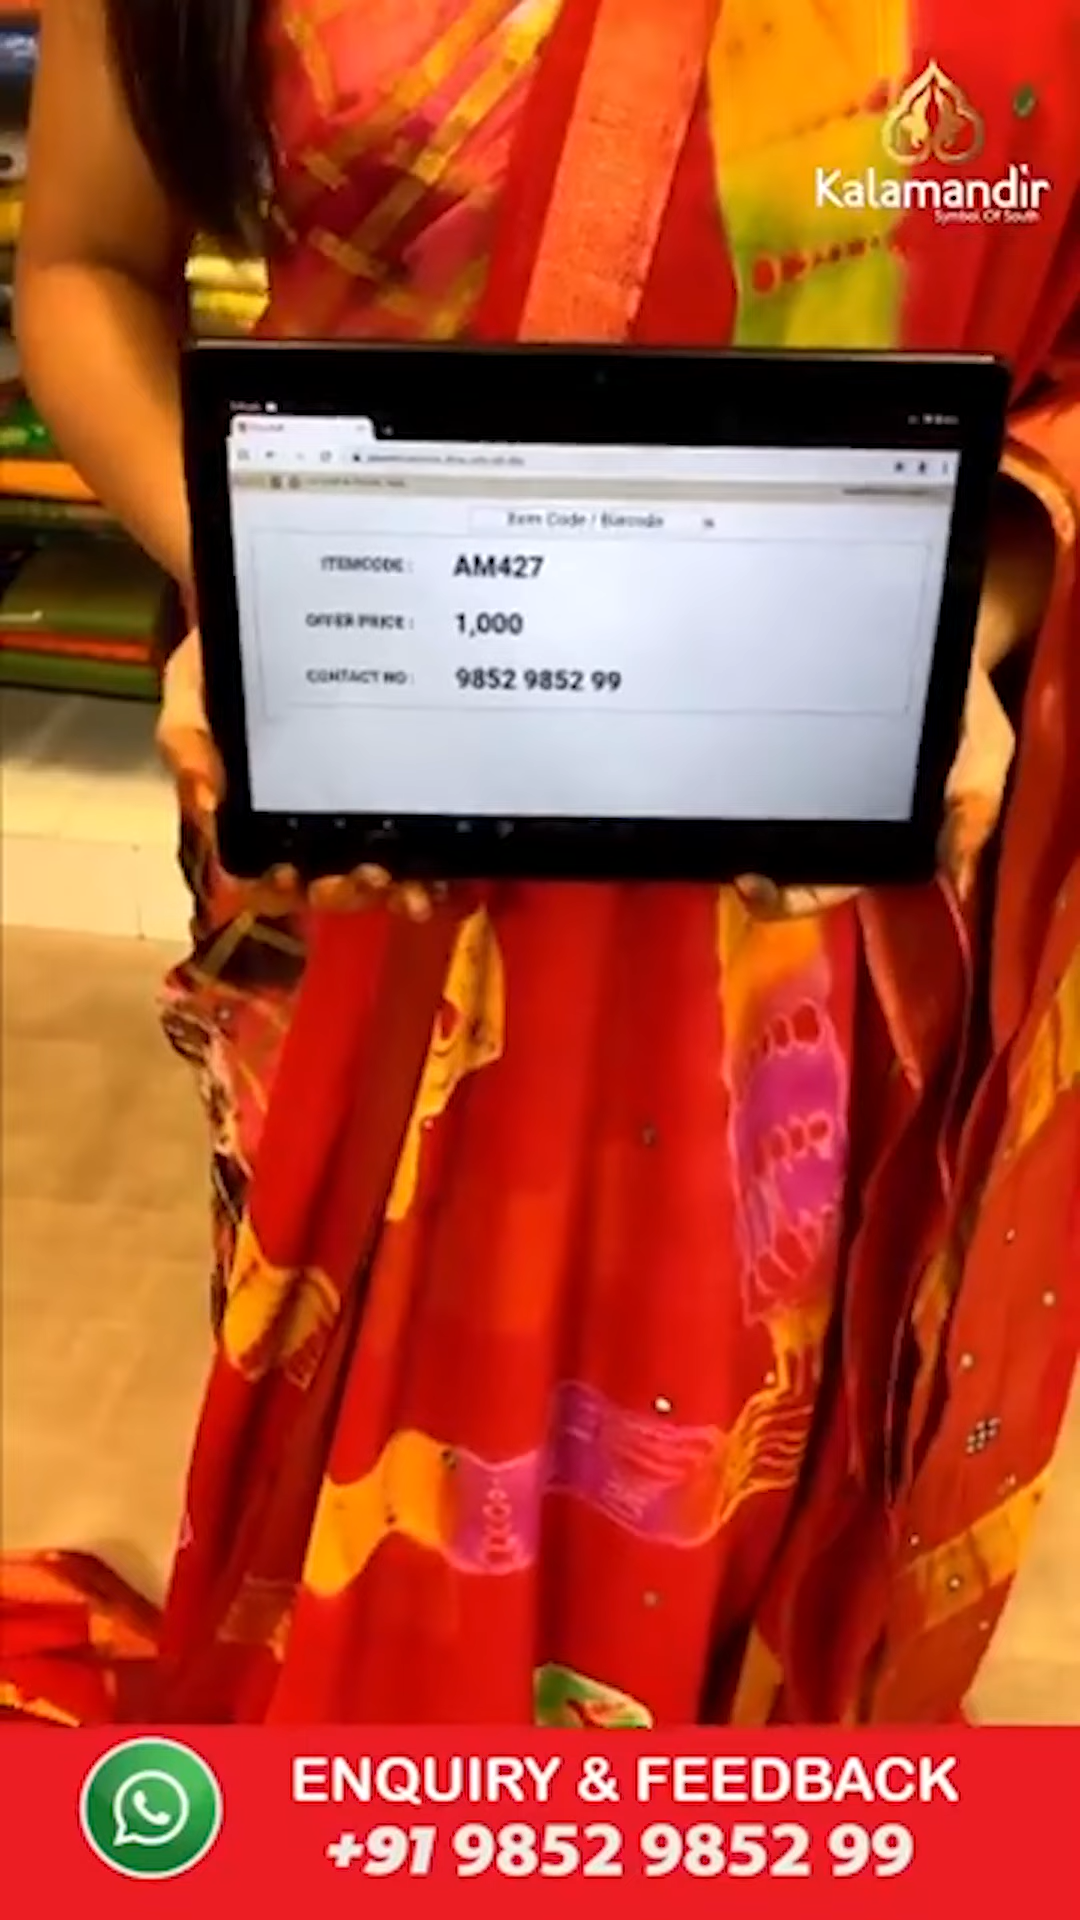 Kalamandir
Symbol Of South
Item Code / Barcode
ITEMCODE : AM427
OFFER PRICE : 1,000
CONTACT NO : 9852 9852 99
ENQUIRY & FEEDBACK
+91 9852 9852 99